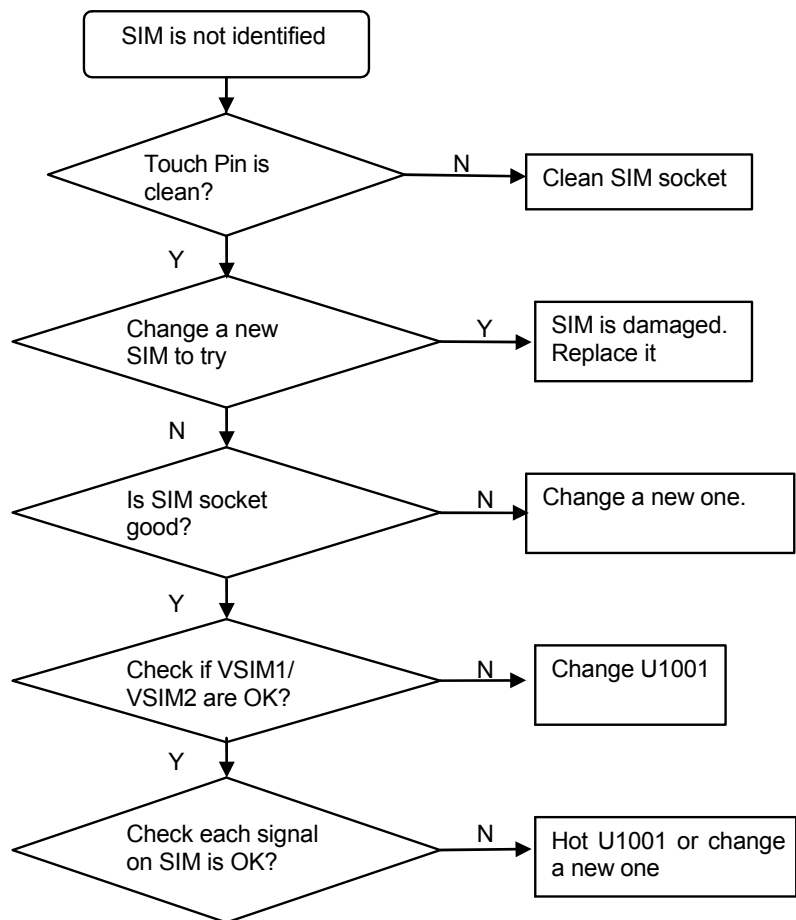 SIM is not identified
Touch Pin is
clean?
N
Clean SIM socket
Y
Change a new
SIM to try
Y
SIM is damaged.
Replace it
N
Is SIM socket
good?
N
Change a new one.
Y
Check if VSIM1/
VSIM2 are OK?
N
Change U1001
Y
Check each signal
on SIM is OK?
N
Hot U1001 or change
a new one